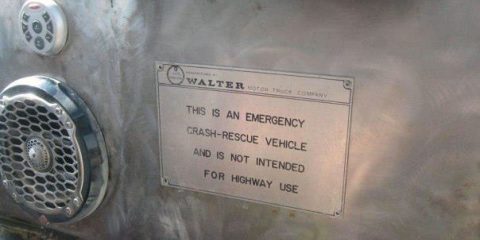 WALTER MOTOR TRUCK COMPANY
THIS IS AN EMERGENCY
CRASH-RESCUE VEHICLE
AND IS NOT INTENDED
FOR HIGHWAY USE